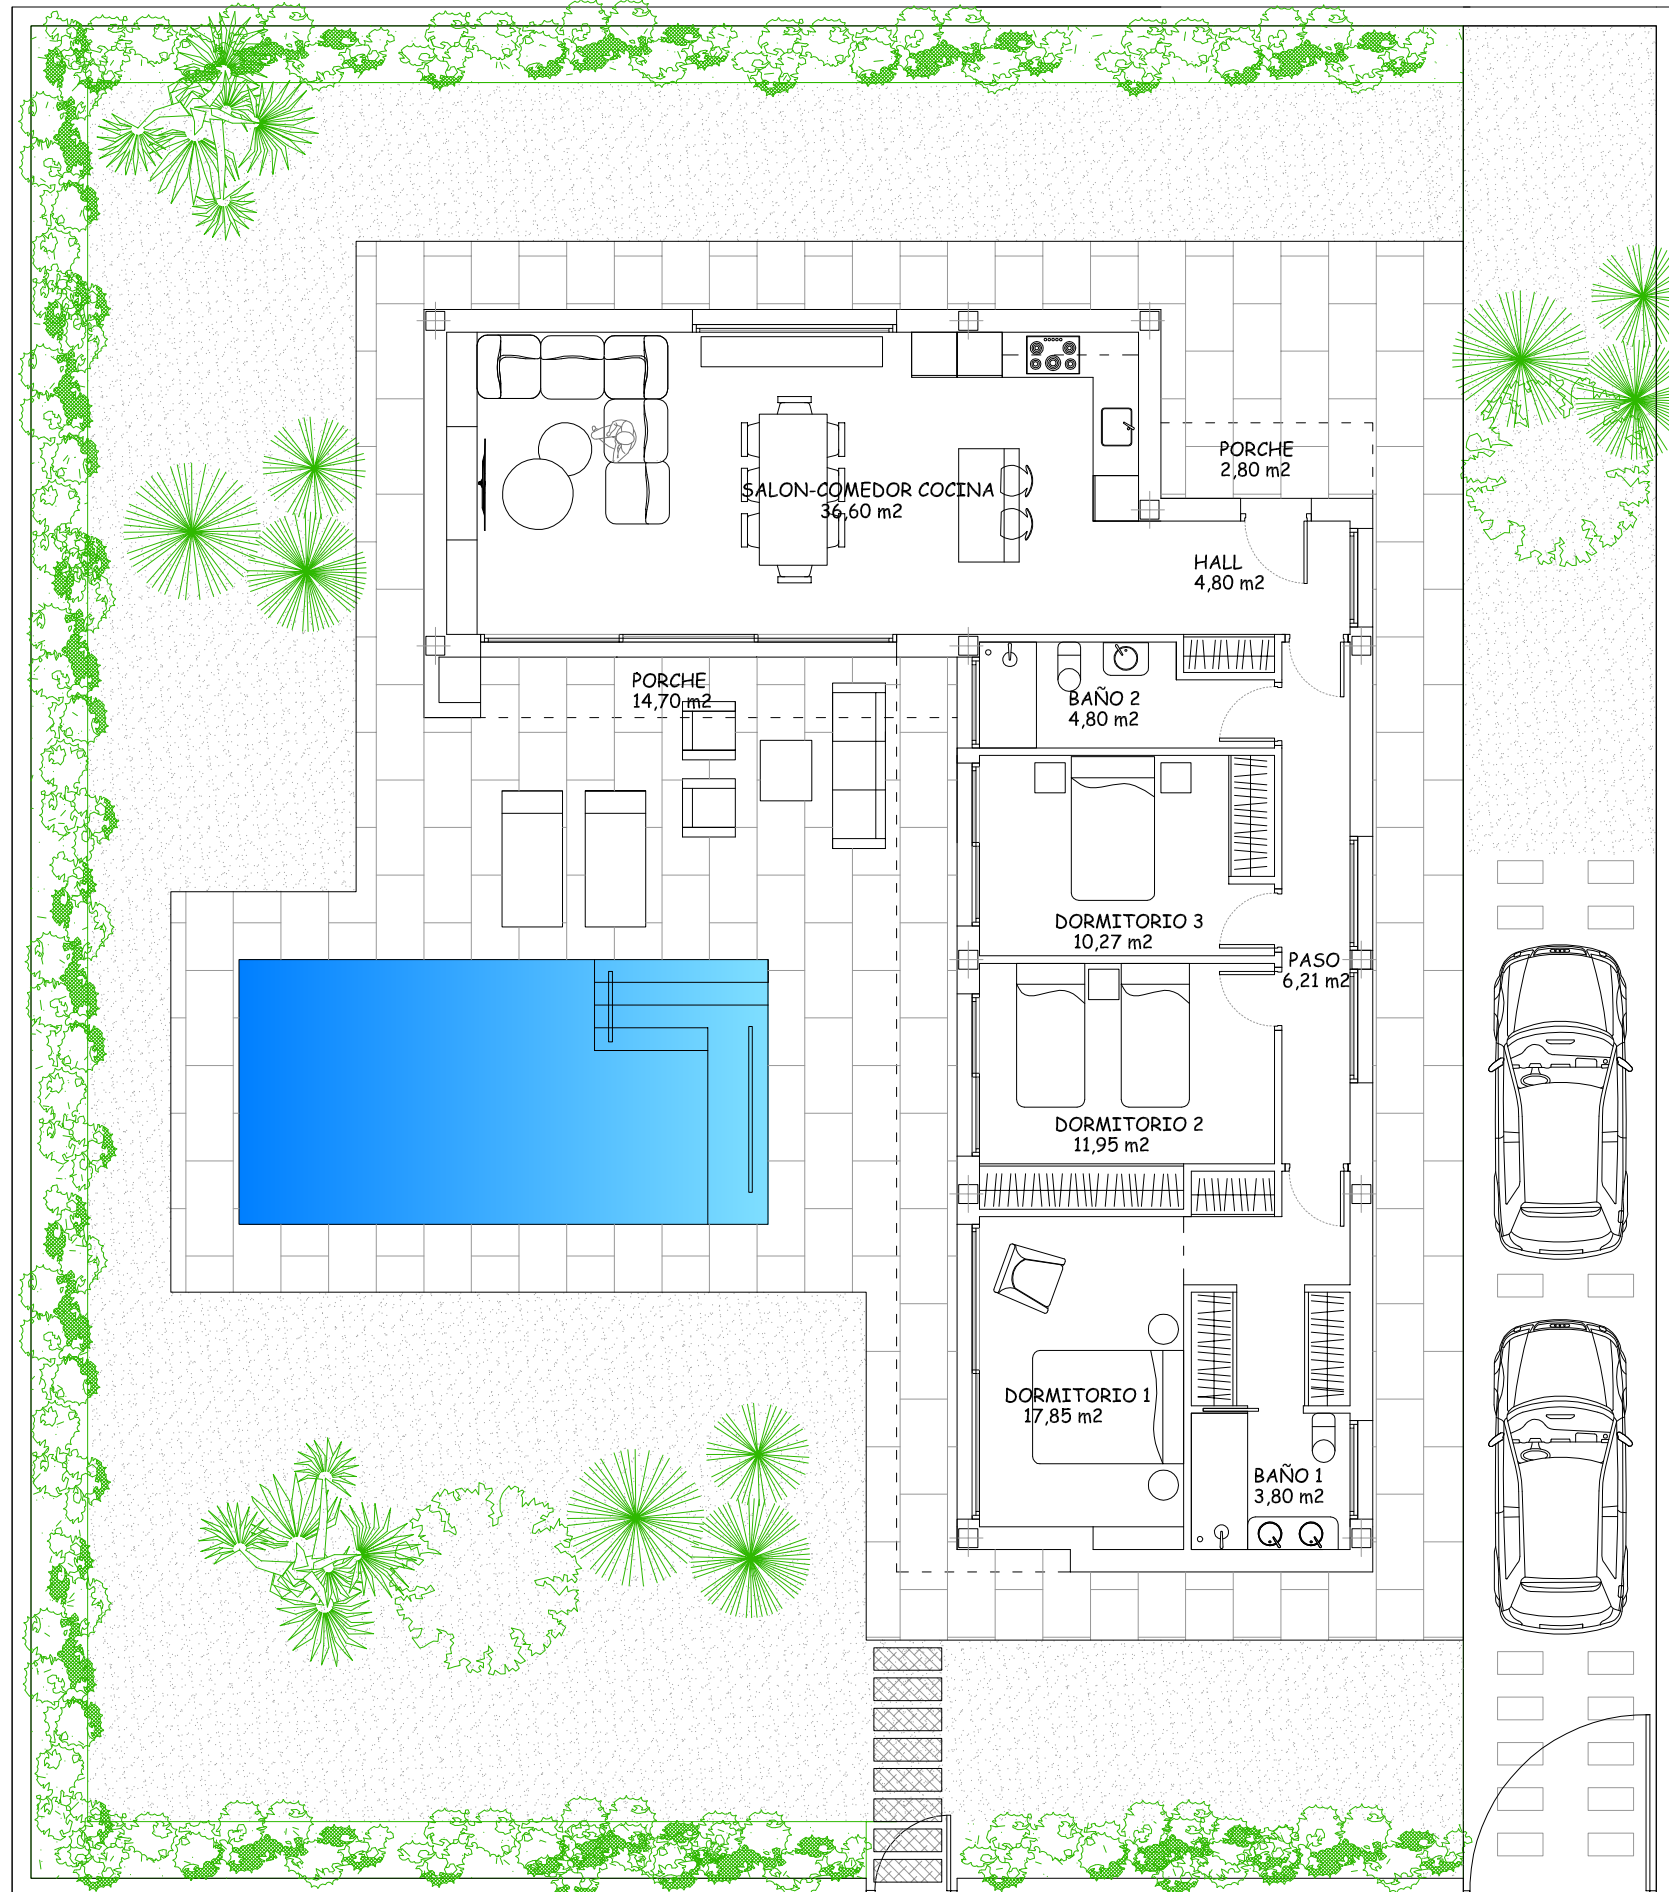 SALON-COMEDOR COCINA
36,60 m2
PORCHE
2,80 m2
HALL
4,80 m2
PORCHE
14,70 m2
BAÑO 2
4,80 m2
DORMITORIO 3
10,27 m2
PASO
6,21 m2
DORMITORIO 2
11,95 m2
DORMITORIO 1
17,85 m2
BAÑO 1
3,80 m2